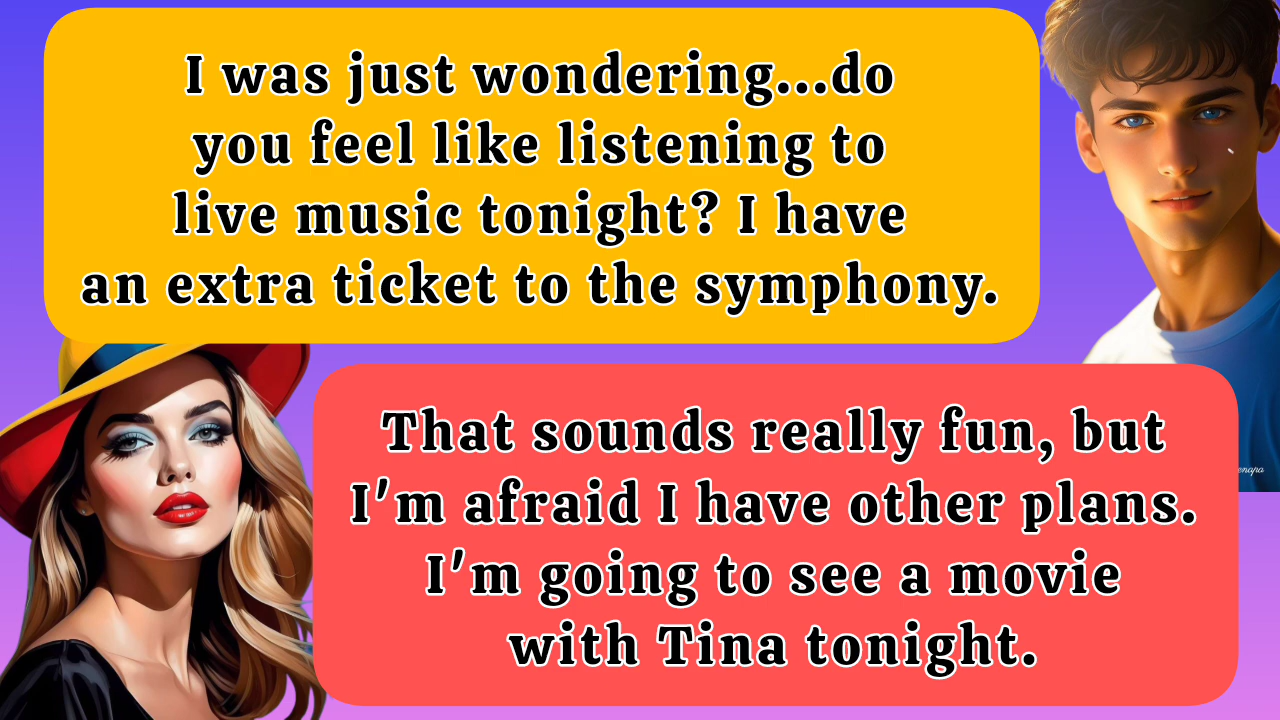 I was just wondering...do
you feel like listening to
live music tonight? I have
an extra ticket to the symphony.
That sounds really fun, but
I'm afraid I have other plans.
I'm going to see a movie
with Tina tonight.